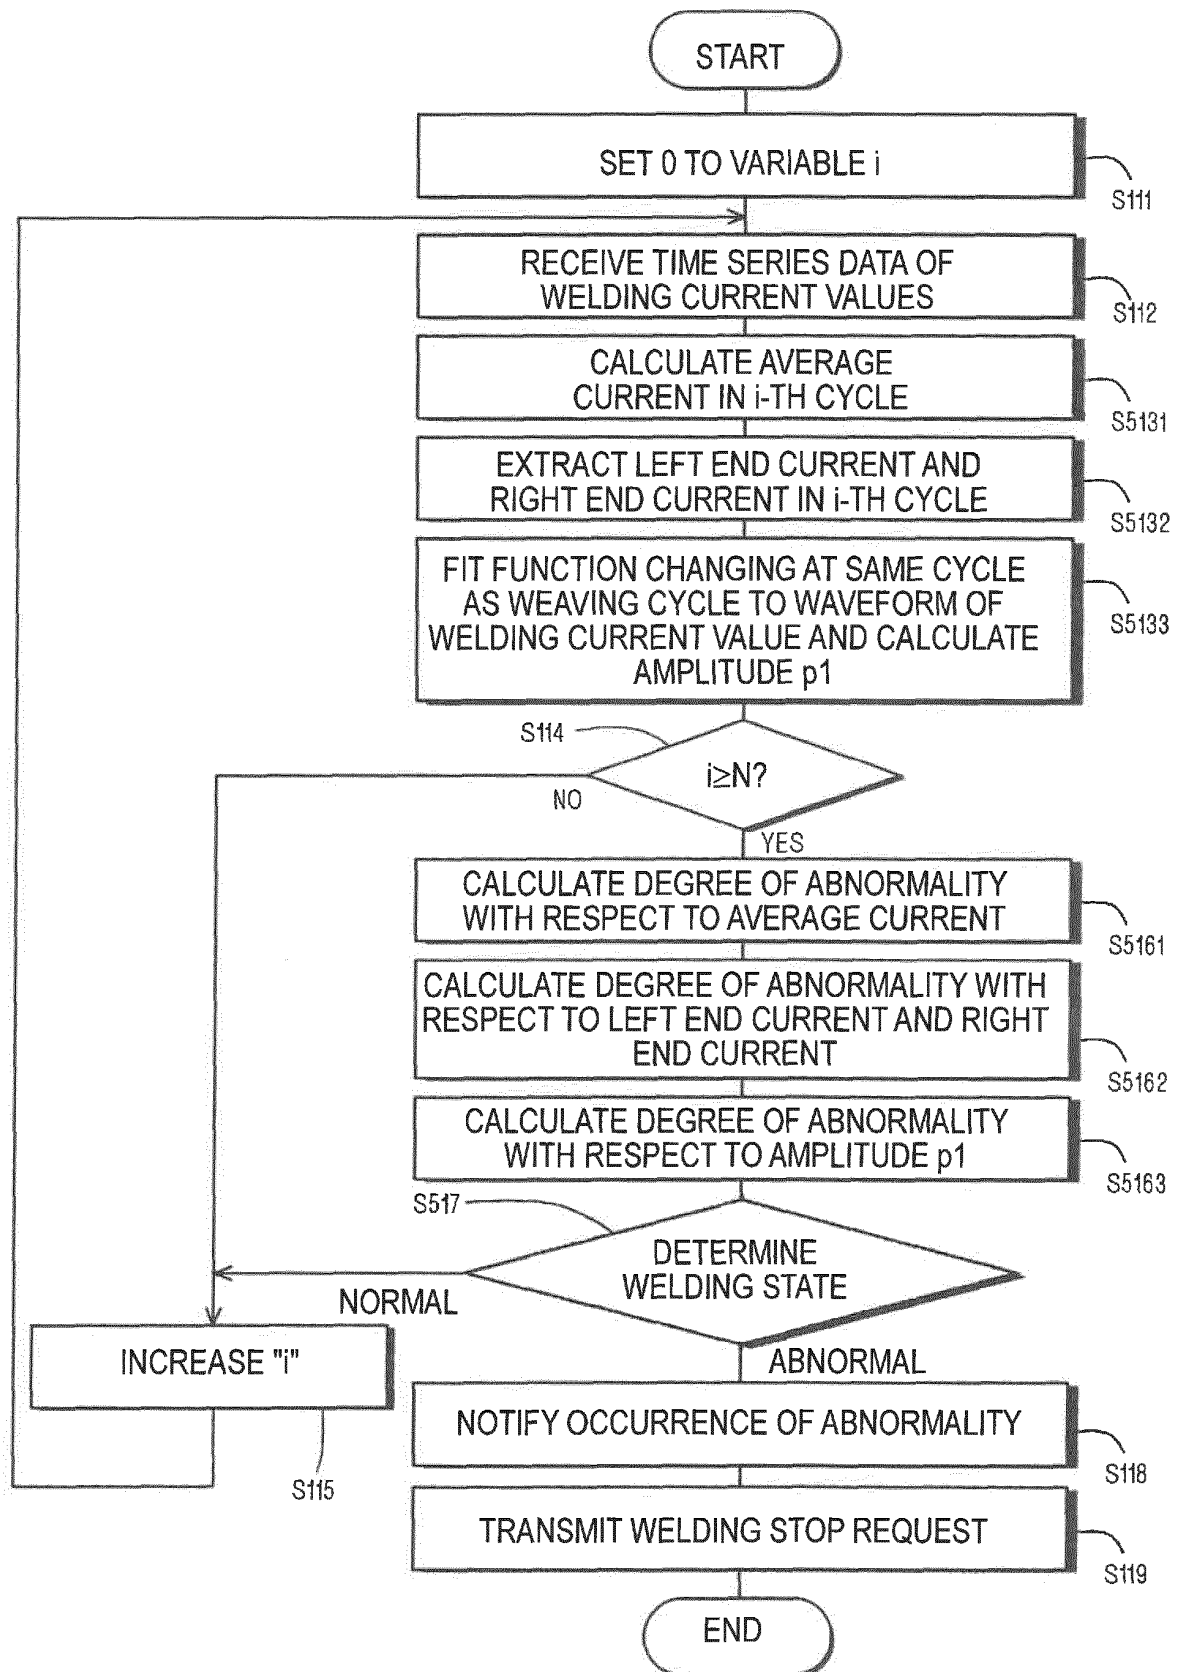 START
SET 0 TO VARIABLE i
S111
RECEIVE TIME SERIES DATA OF
WELDING CURRENT VALUES
S112
CALCULATE AVERAGE
CURRENT IN i-TH CYCLE
S5131
EXTRACT LEFT END CURRENT AND
RIGHT END CURRENT IN i-TH CYCLE
S5132
FIT FUNCTION CHANGING AT SAME CYCLE
AS WEAVING CYCLE TO WAVEFORM OF
WELDING CURRENT VALUE AND CALCULATE
AMPLITUDE p1
S5133
S114
i≥N?
NO
YES
CALCULATE DEGREE OF ABNORMALITY
WITH RESPECT TO AVERAGE CURRENT
S5161
CALCULATE DEGREE OF ABNORMALITY WITH
RESPECT TO LEFT END CURRENT AND RIGHT
END CURRENT
S5162
CALCULATE DEGREE OF ABNORMALITY
WITH RESPECT TO AMPLITUDE p1
S5163
S517
DETERMINE
WELDING STATE
NORMAL
ABNORMAL
INCREASE "i"
S115
NOTIFY OCCURRENCE OF ABNORMALITY
S118
TRANSMIT WELDING STOP REQUEST
S119
END